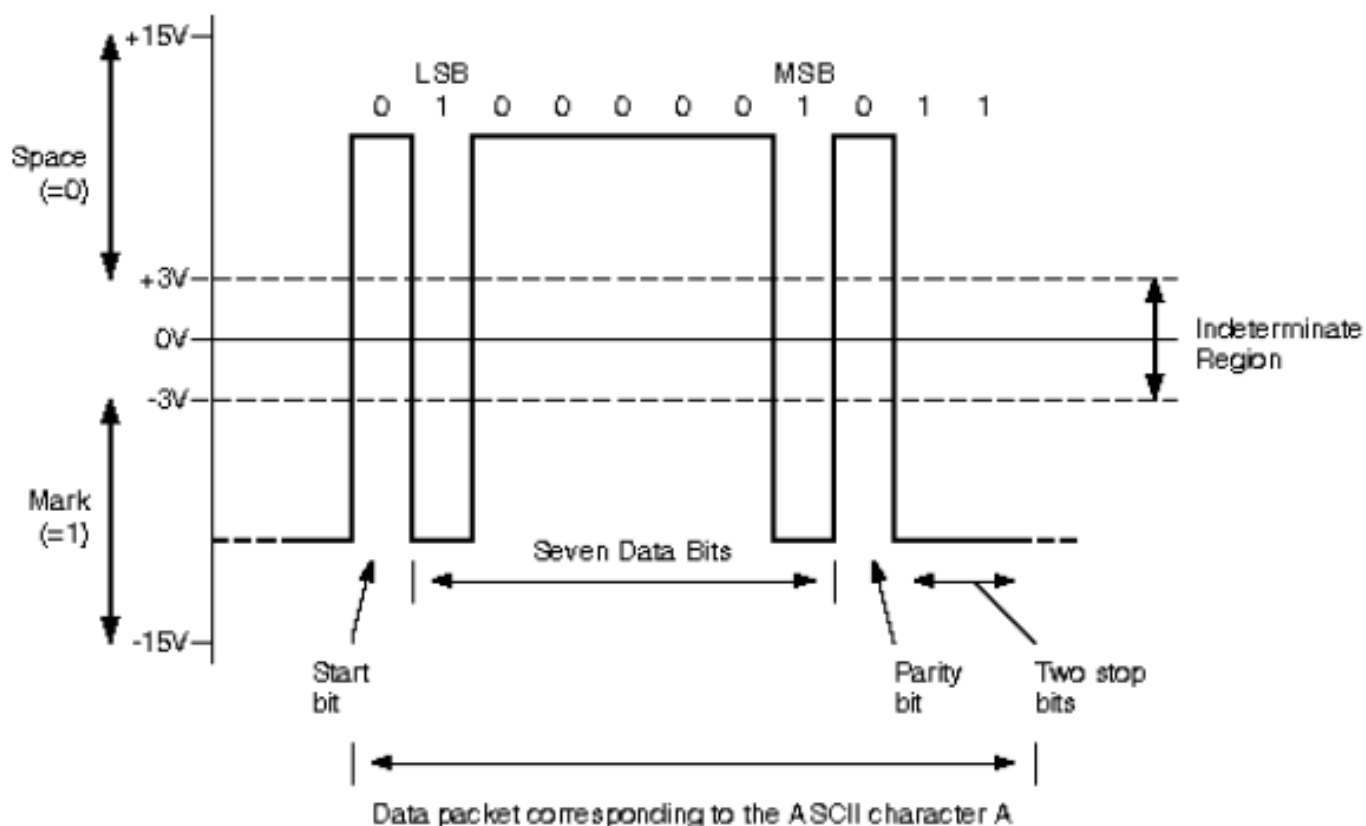 +15V
LSB MSB
0 1 0 0 0 0 0 1 0 1 1
Space
(=0)
+3V
0V
Indeterminate
Region
-3V
Mark
(=1)
Seven Data Bits
-15V
Start
bit
Parity
bit
Two stop
bits
Data packet corresponding to the ASCII character A